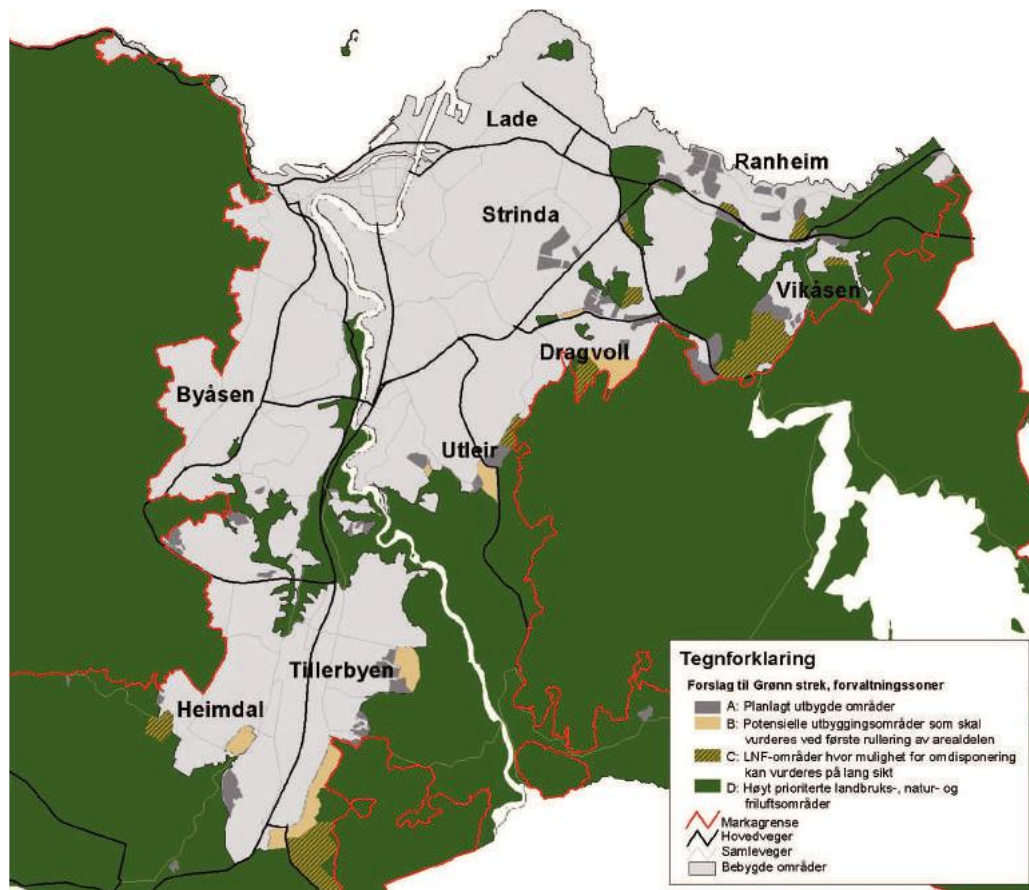 Lade
Ranheim
Strinda
Vikåsen
Dragvoll
Byåsen
Utleir
Tillerbyen
Heimdal
Tegnforklaring
Forslag til Grønn strek, forvaltningssoner
A: Planlagt utbygde områder
B: Potensielle utbyggingsområder som skal
vurderes ved første rullering av arealdelen
C: LNF-områder hvor mulighet for omdisponering
kan vurderes på lang sikt
D: Høyt prioriterte landbruks-, natur- og
friluftsområder
Markagrense
Hovedveger
Samleveger
Bebygde områder